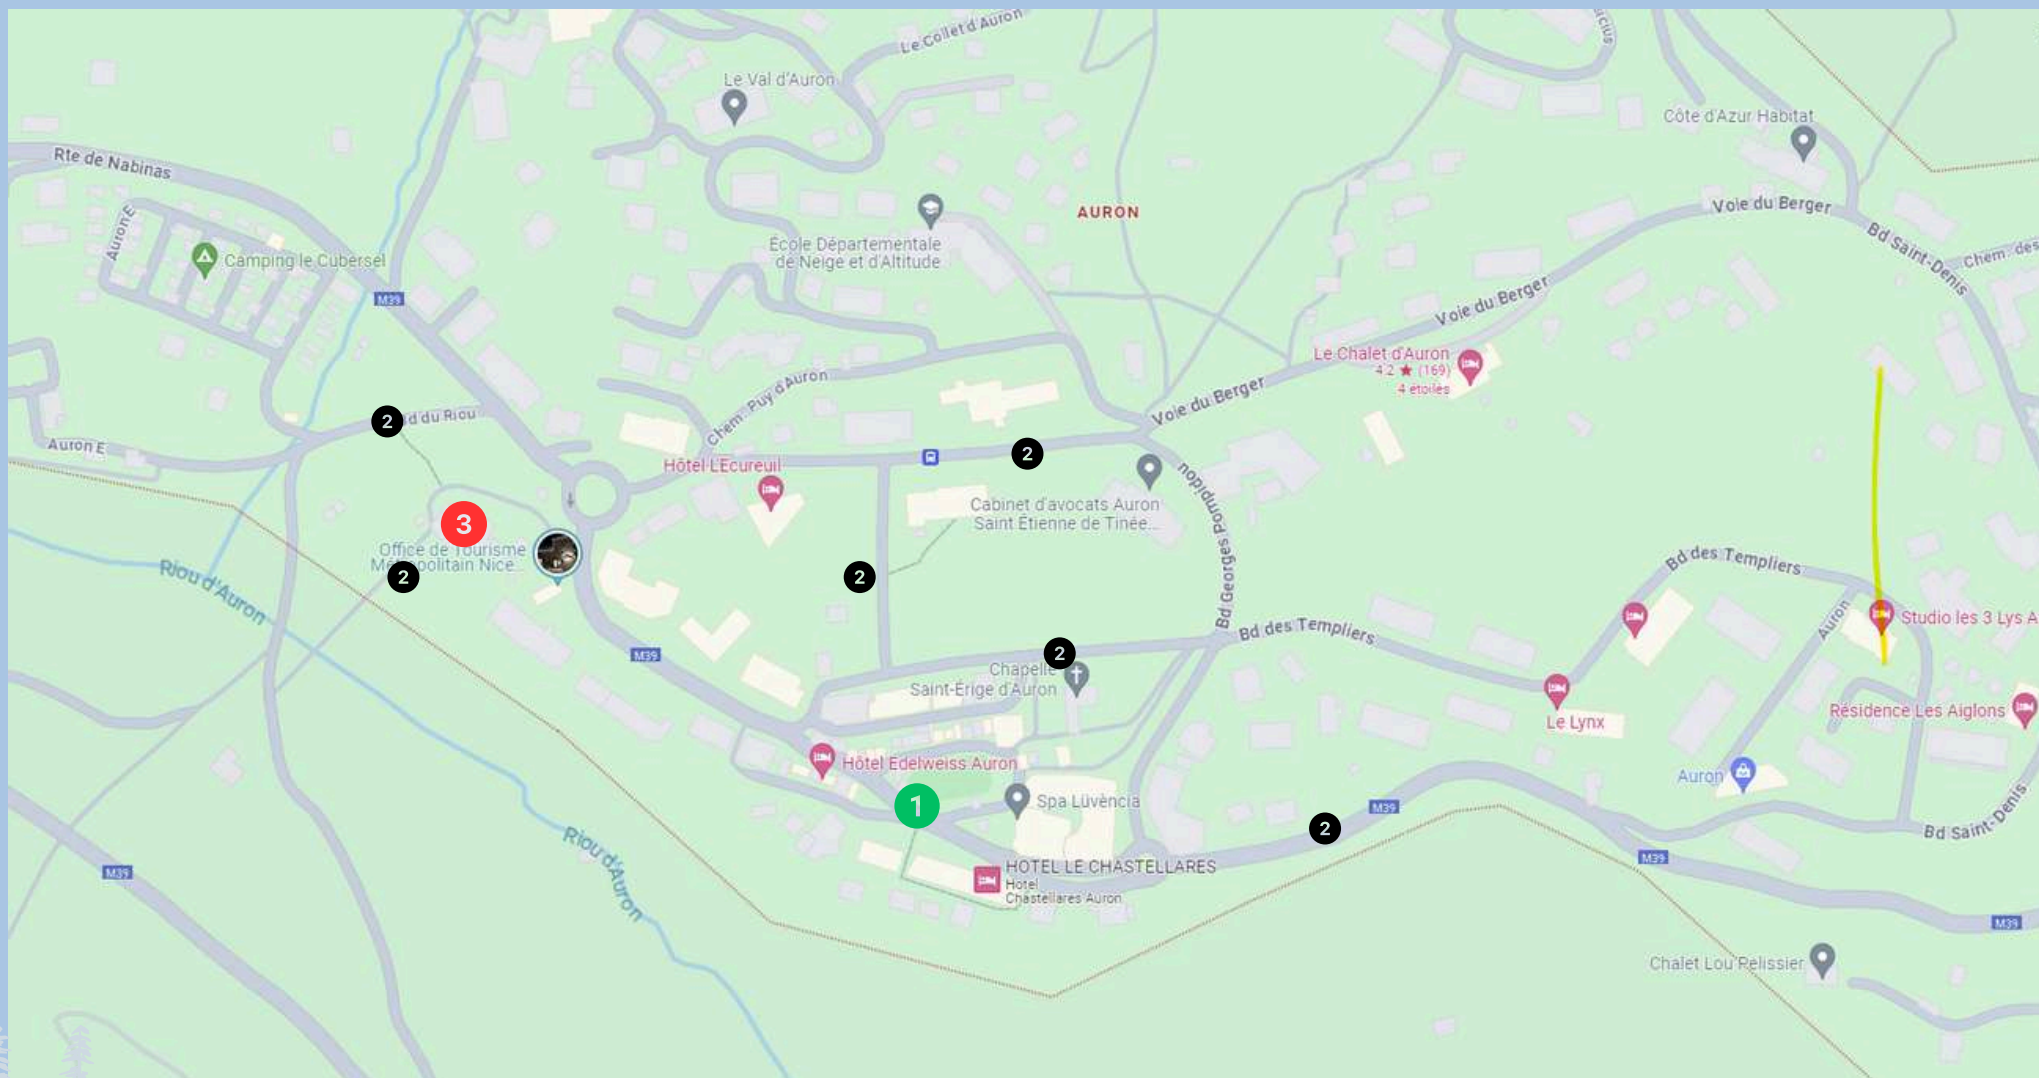 Le Collet d'Auron
Le Val d'Auron
Côte d'Azur Habitat
Rte de Nabinas
AURON
Voie du Berger
Auron E
École Départementale
de Neige et d'Altitude
Bd Saint-Denis
Camping le Cubersel
Chem. des
M39
Voie du Berger
Le Chalet d'Auron
4.2 ★ (169)
4 étoiles
Chem. Puy d'Auron
Voie du Berger
2
d du Riou
Auron E
2
Hôtel L'Ecureuil
Bd Georges Pompidou
Cabinet d'avocats Auron
Saint Étienne de Tinée...
3
Office de Tourisme
Métropolitain Nice...
2
2
Riou d'Auron
Bd des Templiers
Auron
Studio les 3 Lys A
Bd des Templiers
M39
2
Chapelle
Saint-Érige d'Auron
Le Lynx
Résidence Les Aiglons
Hôtel Edelweiss Auron
Auron
1
Spa Lüvència
M39
2
Bd Saint-Denis
Riou d'Auron
M39
M39
HOTEL LE CHASTELLARES
Hotel
Chastellares Auron
M39
Chalet Lou Pelissier